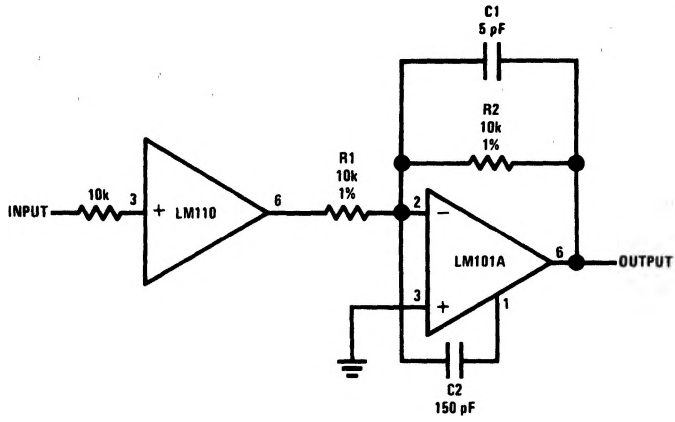 C1
5 pF
R2
10k
1%
R1
10k
1%
10k
3
6
2
INPUT
+
LM110
−
LM101A
6
OUTPUT
3
+
1
C2
150 pF